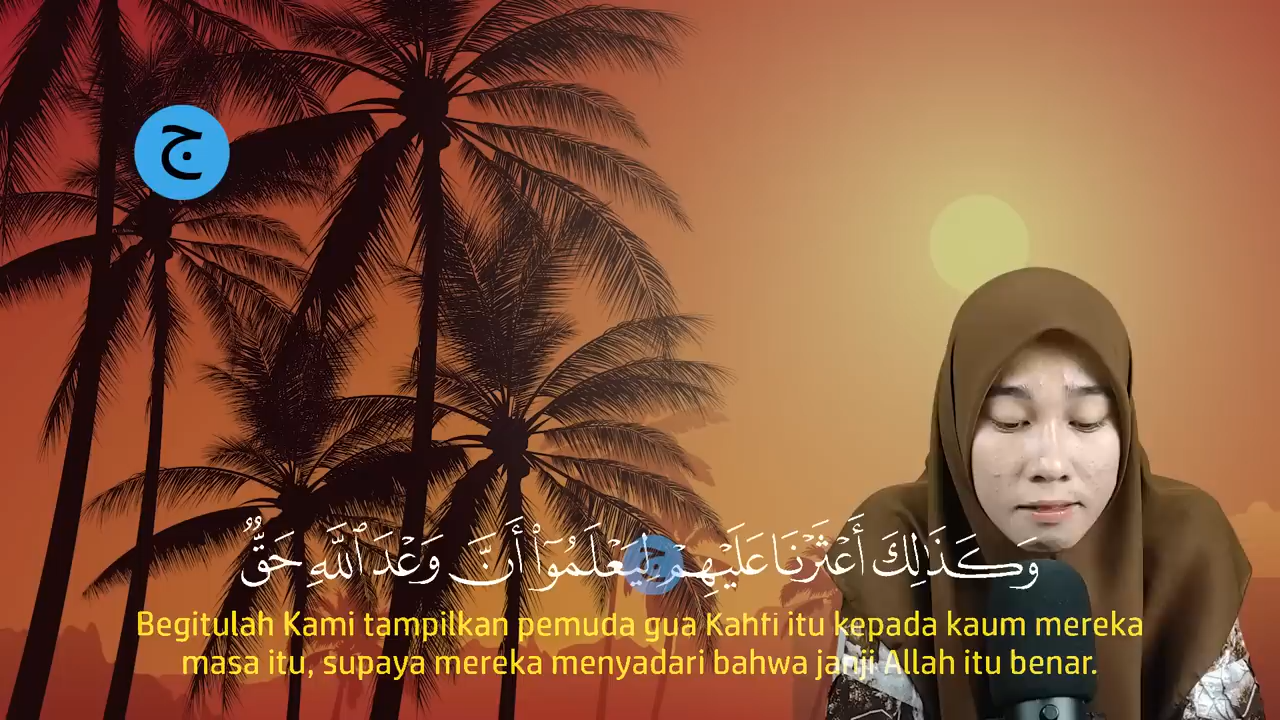 ج
وَكَذَٰلِكَ أَعْثَرْنَا عَلَيْهِمْ لِيَعْلَمُوٓا۟ أَنَّ وَعْدَ ٱللَّهِ حَقٌّ
ج
Begitulah Kami tampilkan pemuda gua Kahfi itu kepada kaum mereka
masa itu, supaya mereka menyadari bahwa janji Allah itu benar.